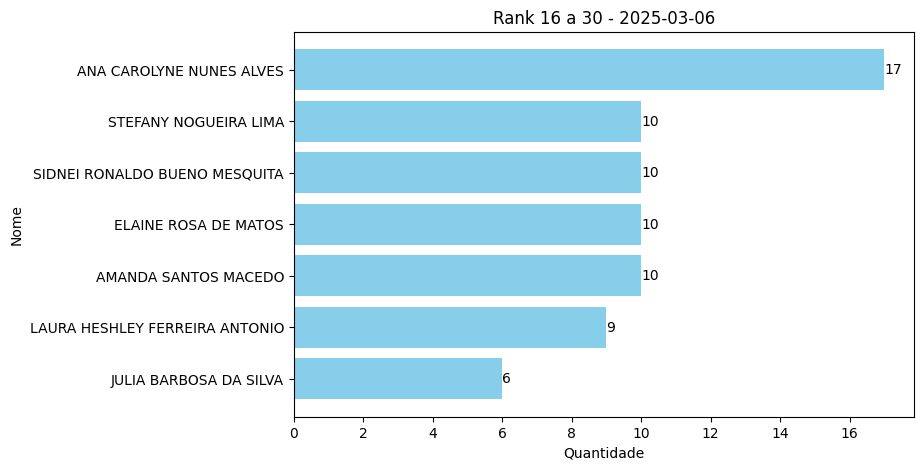 Rank 16 a 30 - 2025-03-06
ANA CAROLYNE NUNES ALVES 17
STEFANY NOGUEIRA LIMA 10
SIDNEI RONALDO BUENO MESQUITA 10
ELAINE ROSA DE MATOS 10
AMANDA SANTOS MACEDO 10
LAURA HESHLEY FERREIRA ANTONIO 9
JULIA BARBOSA DA SILVA 6
Nome
0 2 4 6 8 10 12 14 16
Quantidade